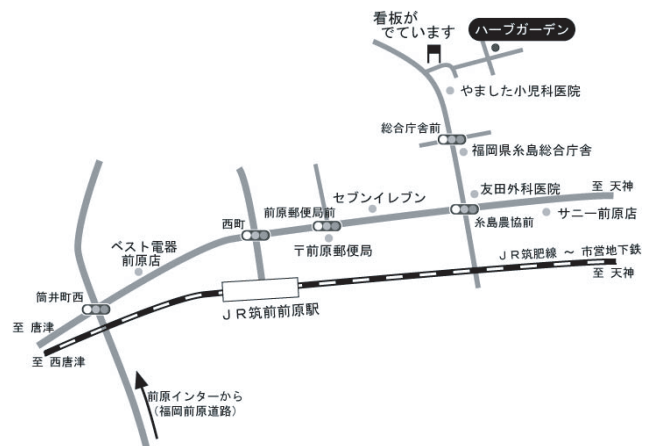 看板が
でています
ハーブガーデン
やました小児科医院
総合庁舎前
福岡県糸島総合庁舎
友田外科医院
至 天神
セブンイレブン
前原郵便局前
西町
糸島農協前
サニー前原店
〒前原郵便局
ベスト電器
前原店
JR筑肥線 ～ 市営地下鉄
至 天神
筒井町西
JR筑前前原駅
至 唐津
至 西唐津
前原インターから
(福岡前原道路)